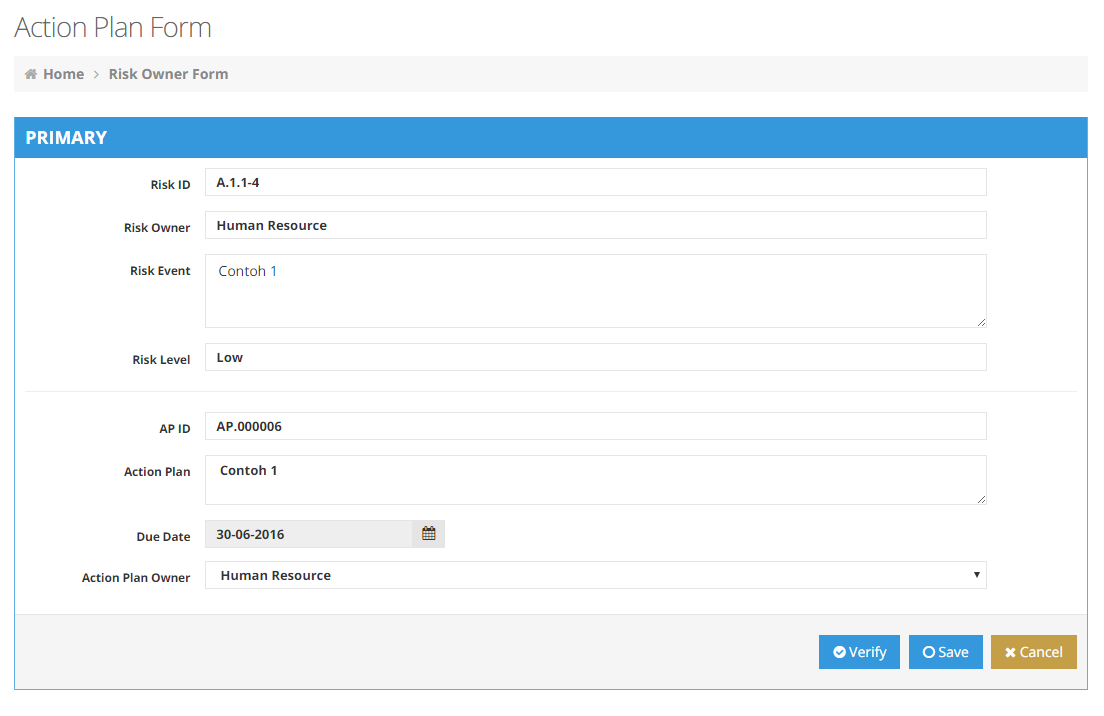 Action Plan Form
Home > Risk Owner Form
PRIMARY
Risk ID A.1.1-4
Risk Owner Human Resource
Risk Event Contoh 1
Risk Level Low
AP ID AP.000006
Action Plan Contoh 1
Due Date 30-06-2016
Action Plan Owner Human Resource
Verify Save Cancel